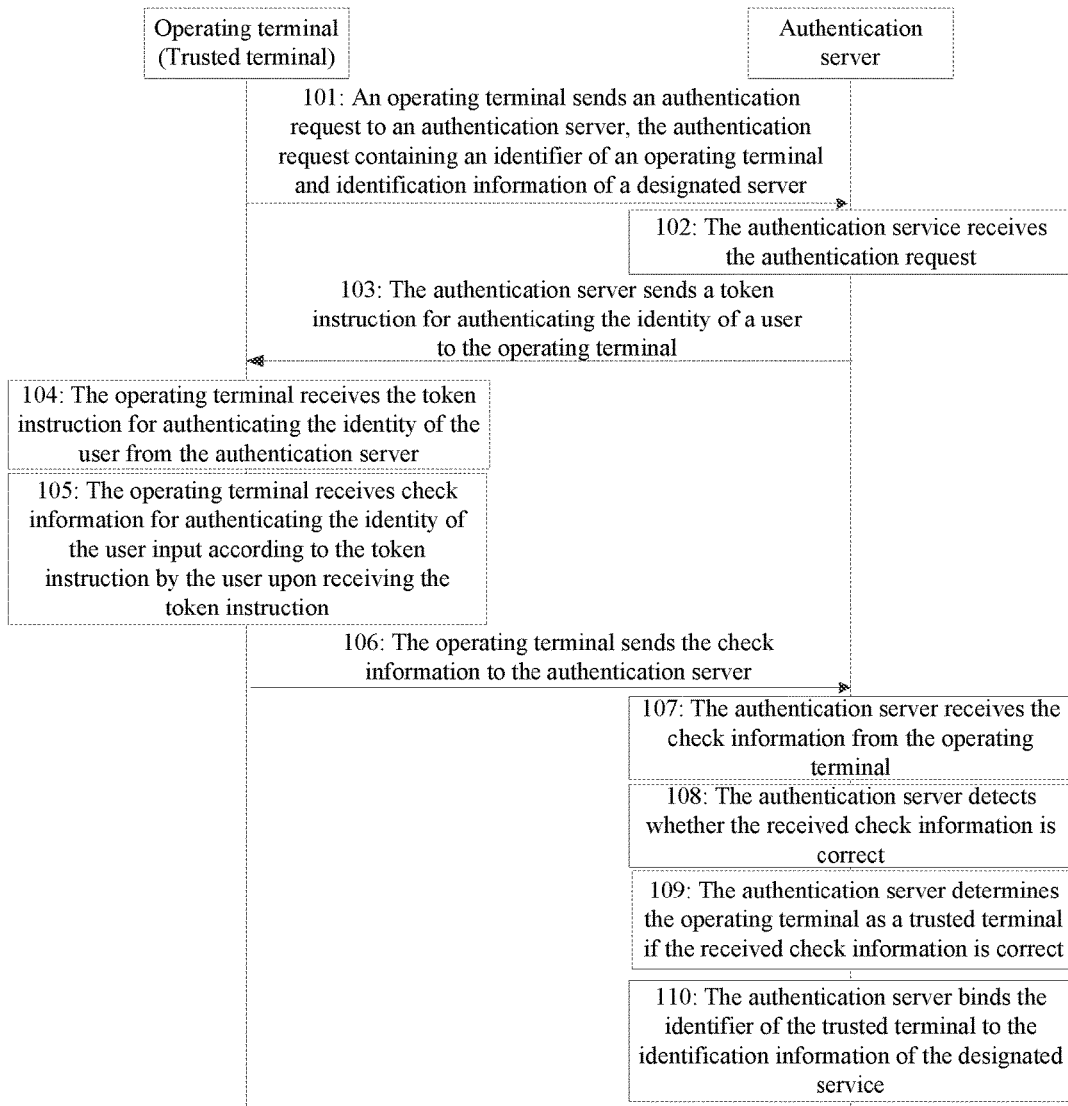 Operating terminal
(Trusted terminal)
Authentication
server
101: An operating terminal sends an authentication
request to an authentication server, the authentication
request containing an identifier of an operating terminal
and identification information of a designated server
102: The authentication service receives
the authentication request
103: The authentication server sends a token
instruction for authenticating the identity of a user
to the operating terminal
104: The operating terminal receives the token
instruction for authenticating the identity of the
user from the authentication server
105: The operating terminal receives check
information for authenticating the identity of
the user input according to the token
instruction by the user upon receiving the
token instruction
106: The operating terminal sends the check
information to the authentication server
107: The authentication server receives the
check information from the operating
terminal
108: The authentication server detects
whether the received check information is
correct
109: The authentication server determines
the operating terminal as a trusted terminal
if the received check information is correct
110: The authentication server binds the
identifier of the trusted terminal to the
identification information of the designated
service